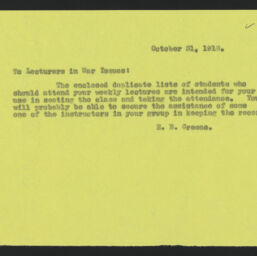 October 31, 1918.
To Lecturers in War Issues:
The enclosed duplicate lists of students who
should attend your weekly lectures are intended for your
use in seating the class and taking the attendance. You
will probably be able to secure the assistance of some
one of the instructors in your group in keeping the reco
E. B. Greene.